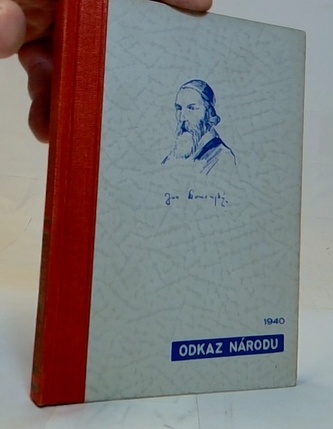 Jan Komenský.
1940
ODKAZ NÁRODU